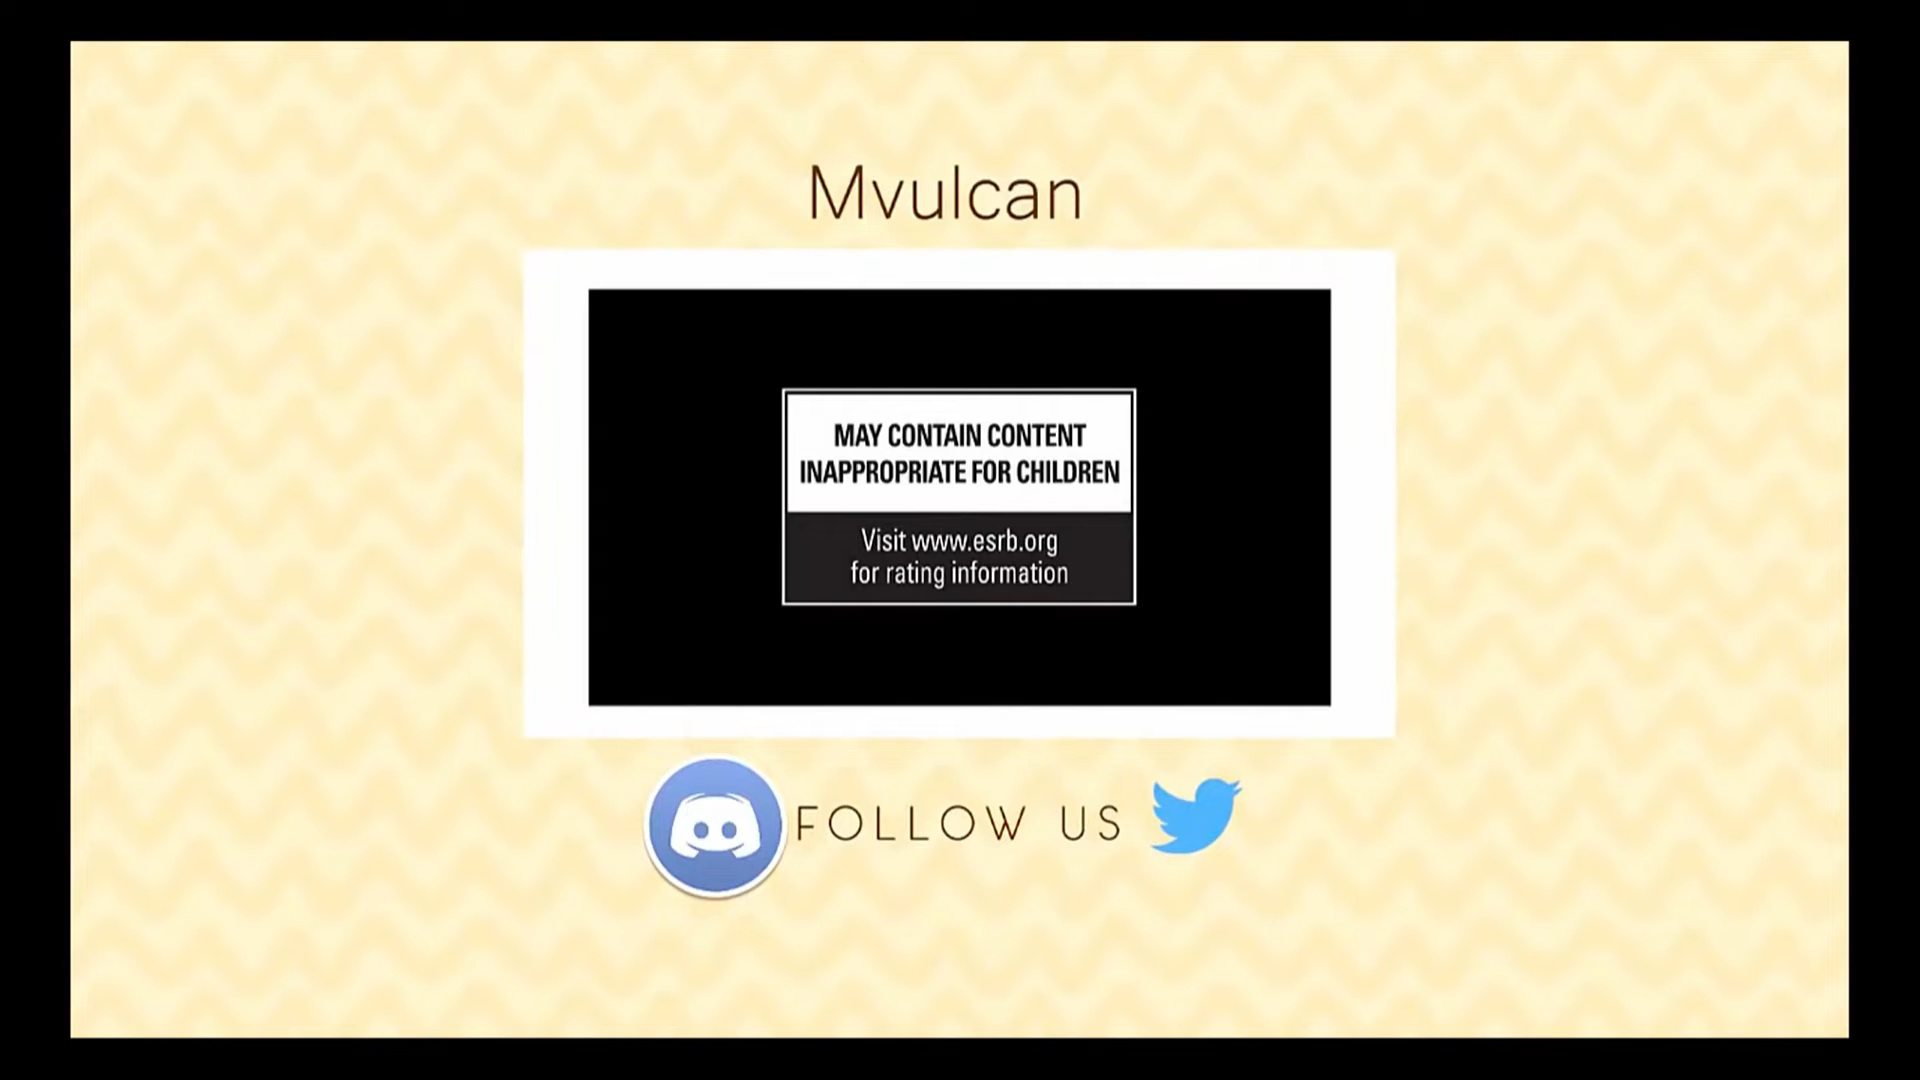 Mvulcan
MAY CONTAIN CONTENT
INAPPROPRIATE FOR CHILDREN
Visit www.esrb.org
for rating information
FOLLOW US